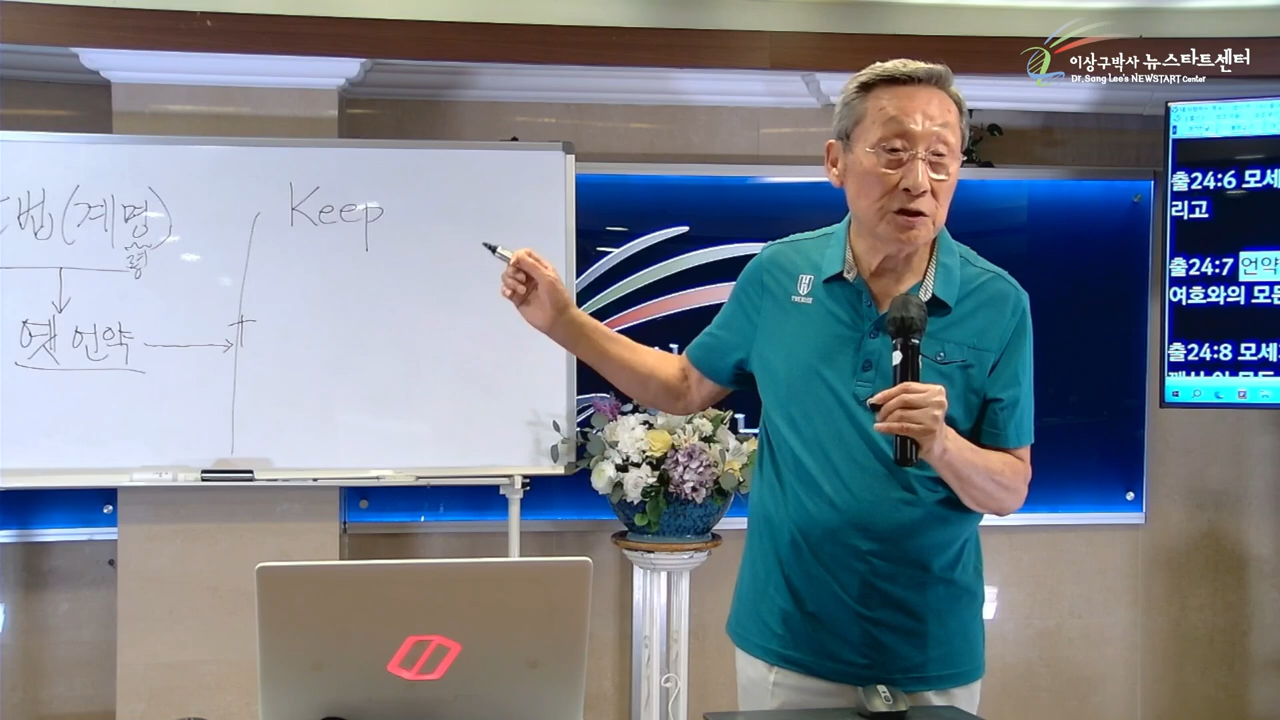 이상구박사 뉴스타트센터
Dr. Sang Lee's NEWSTART Center
법(계명)
령
옛 언약
Keep
출24:6 모세
리고
출24:7 언약
여호와의 모든
출24:8 모세